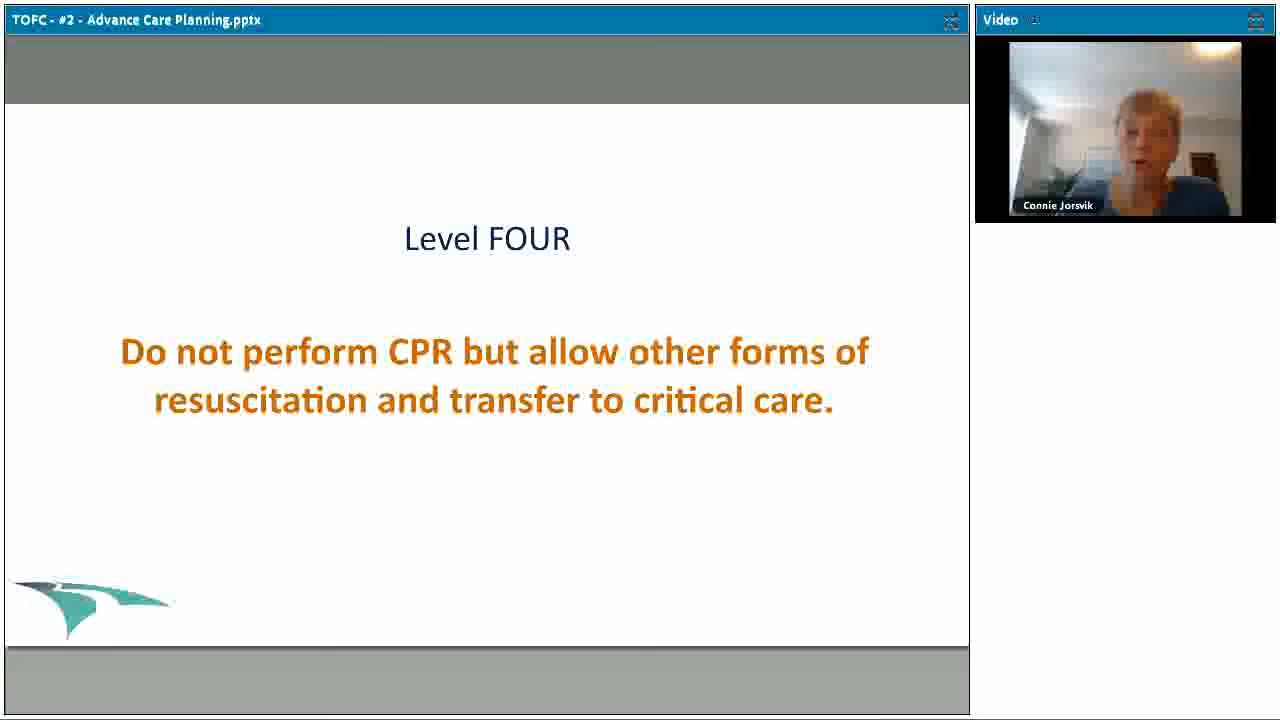 TOFC - #2 - Advance Care Planning.pptx
Video
Connie Jorsvik
Level FOUR
Do not perform CPR but allow other forms of
resuscitation and transfer to critical care.